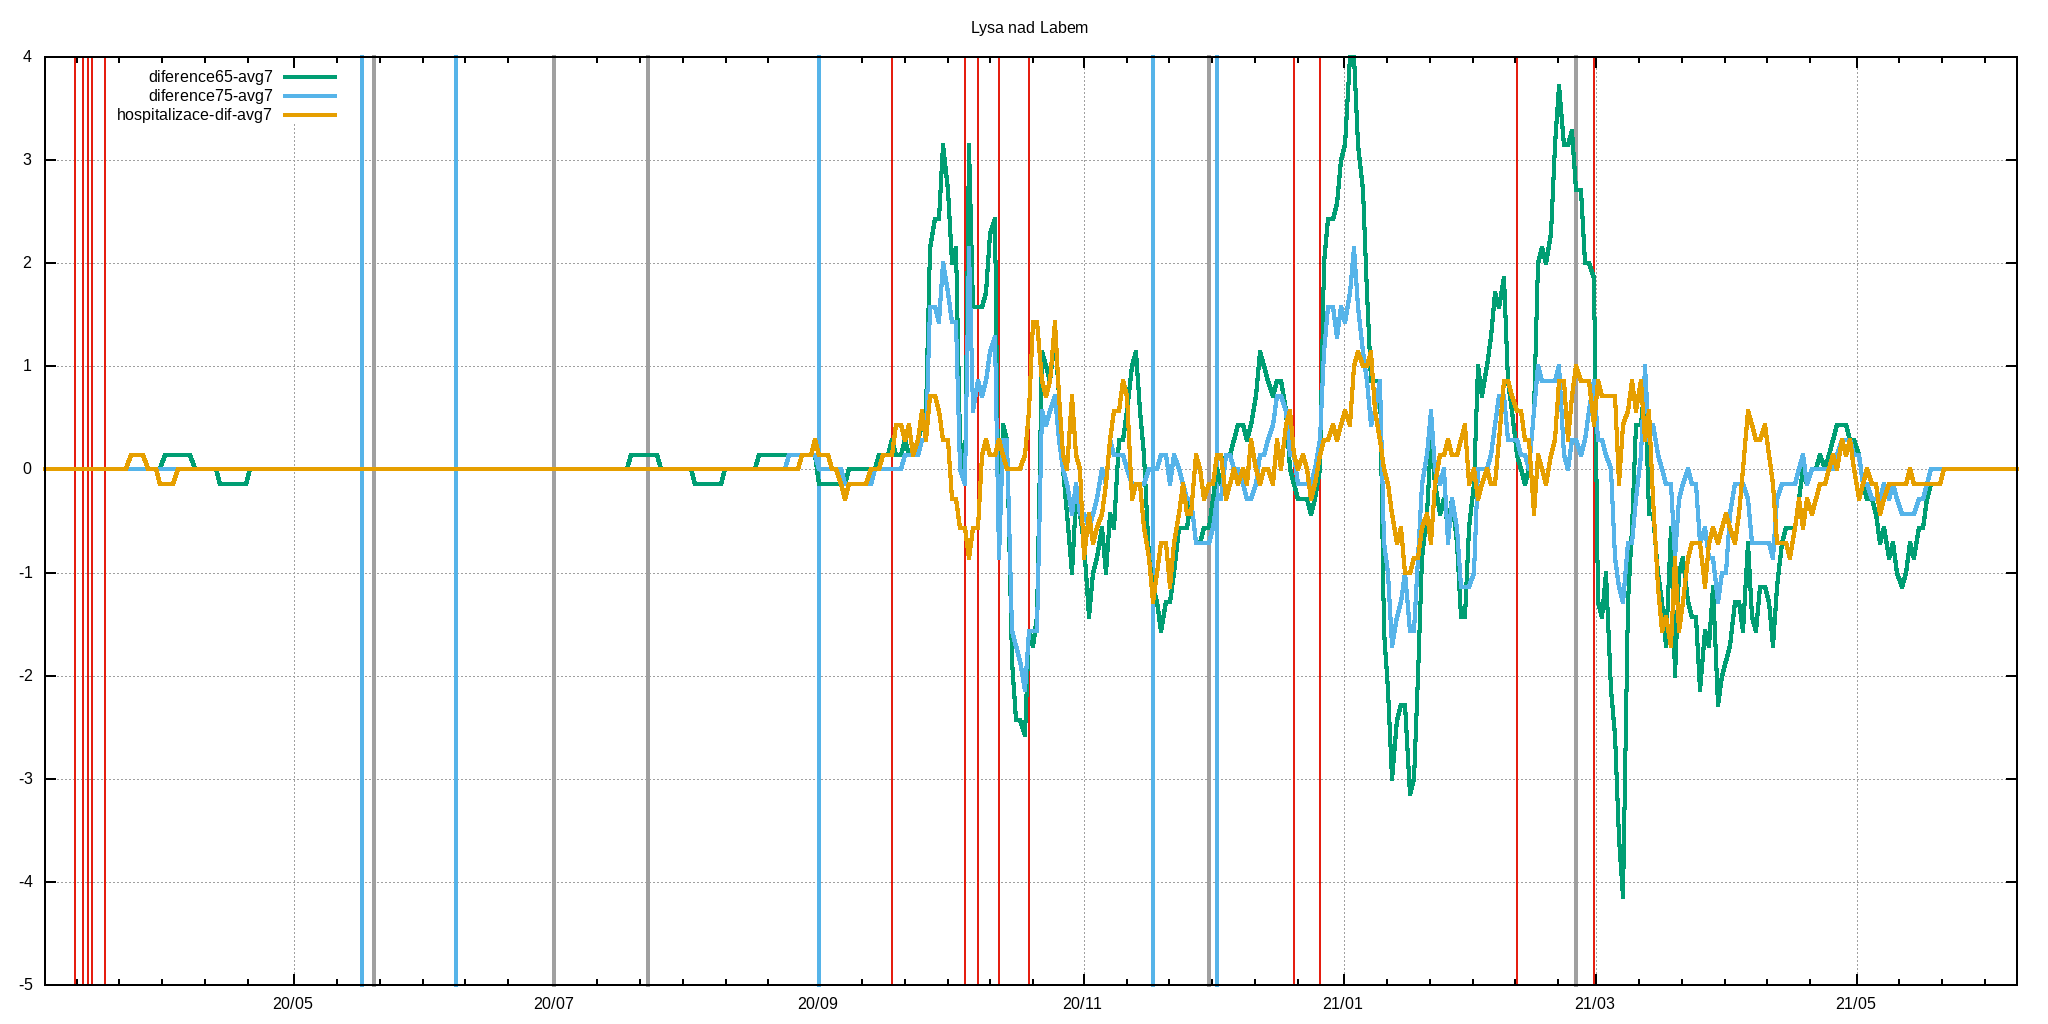 Lysa nad Labem
diference65-avg7
diference75-avg7
hospitalizace-dif-avg7
4
3
2
1
0
-1
-2
-3
-4
-5
20/05 20/07 20/09 20/11 21/01 21/03 21/05